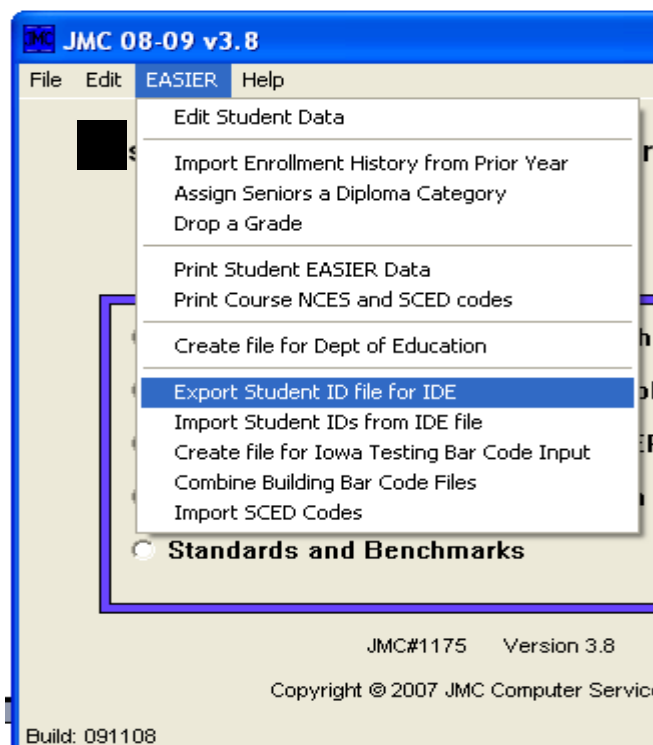 JMC JMC 08-09 v3.8
File Edit EASIER Help
Edit Student Data
Import Enrollment History from Prior Year
Assign Seniors a Diploma Category
Drop a Grade
Print Student EASIER Data
Print Course NCES and SCED codes
Create file for Dept of Education
Export Student ID file for IDE
Import Student IDs from IDE file
Create file for Iowa Testing Bar Code Input
Combine Building Bar Code Files
Import SCED Codes
Standards and Benchmarks
JMC#1175 Version 3.8
Copyright © 2007 JMC Computer Service
Build: 091108